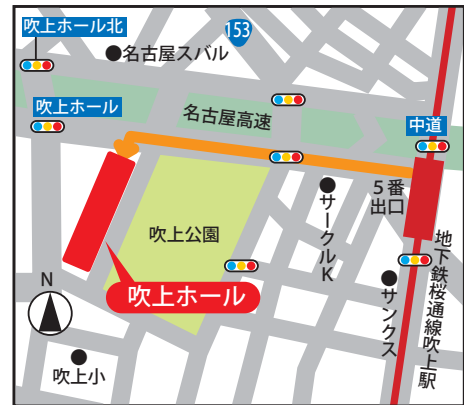 吹上ホール北
153
名古屋スバル
吹上ホール
名古屋高速
中道
5番
出口
サークルK
吹上公園
地下鉄桜通線吹上駅
サンクス
N
吹上ホール
吹上小